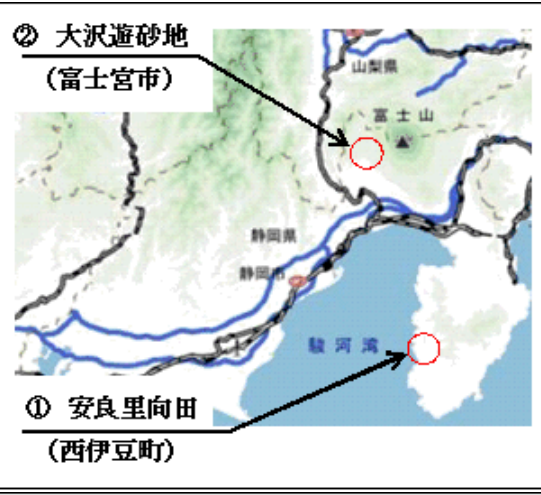 ② 大沢遊砂地
（富士宮市）
山梨県
富士山
静岡県
静岡市
駿河湾
① 安良里向田
（西伊豆町）